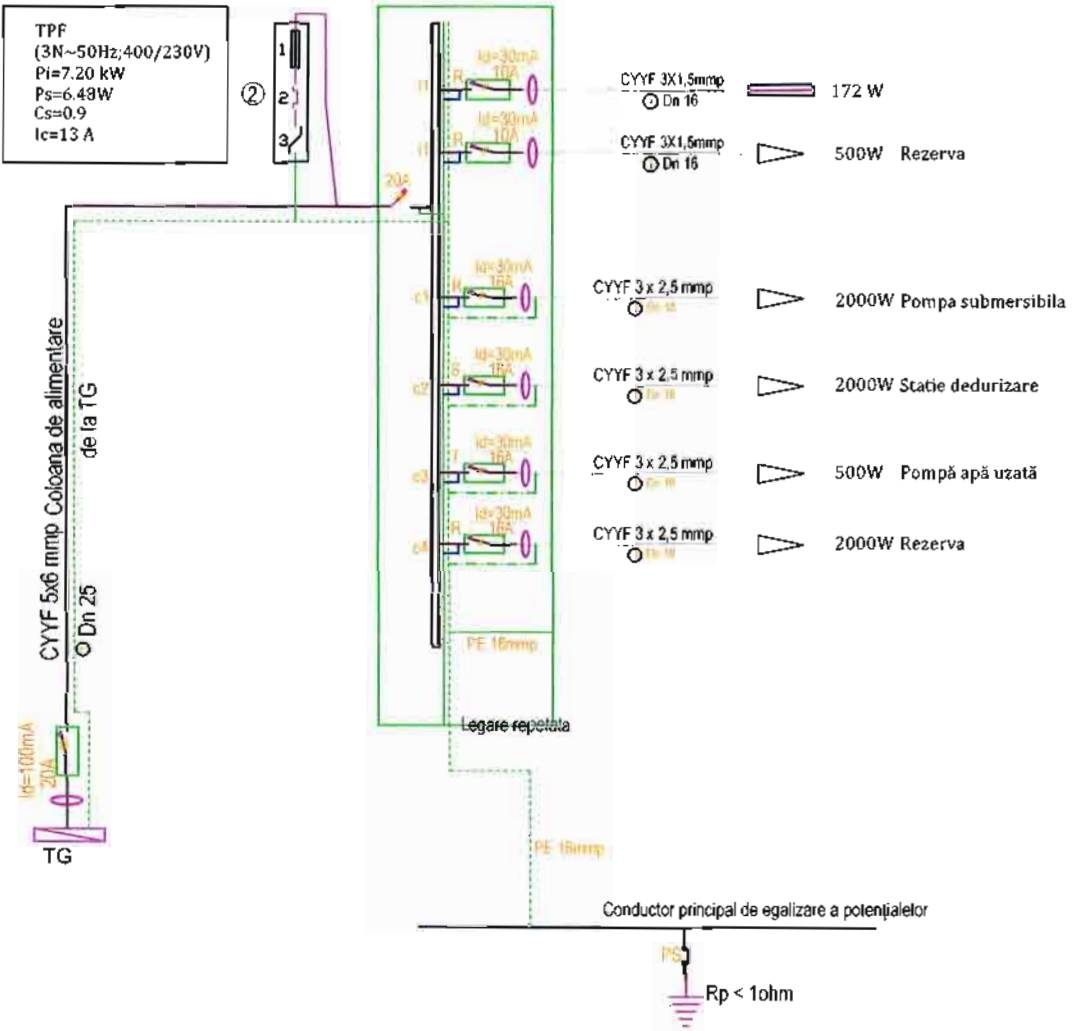 TPF
(3N~50Hz;400/230V)
Pi=7.20 kW
Ps=6.48W
Cs=0.9
Ic=13 A
1
2
3
2
20A
Id=30mA
10A
R
CYYF 3X1,5mmp
Dn 16
172 W
Id=30mA
10A
R
CYYF 3X1,5mmp
Dn 16
500W Rezerva
Id=30mA
16A
c1
R
CYYF 3 x 2,5 mmp
2000W Pompa submersibila
Id=30mA
16A
c2
S
CYYF 3 x 2,5 mmp
2000W Statie dedurizare
Id=30mA
16A
c3
CYYF 3 x 2,5 mmp
500W Pompă apă uzată
Id=30mA
16A
c4
R
CYYF 3 x 2,5 mmp
2000W Rezerva
CYYF 5x6 mmp Coloana de alimentare
de la TG
Dn 25
Id=100mA
20A
TG
PE 16mmp
Legare repetata
PE 16mmp
Conductor principal de egalizare a potențialelor
PS
Rp < 1ohm